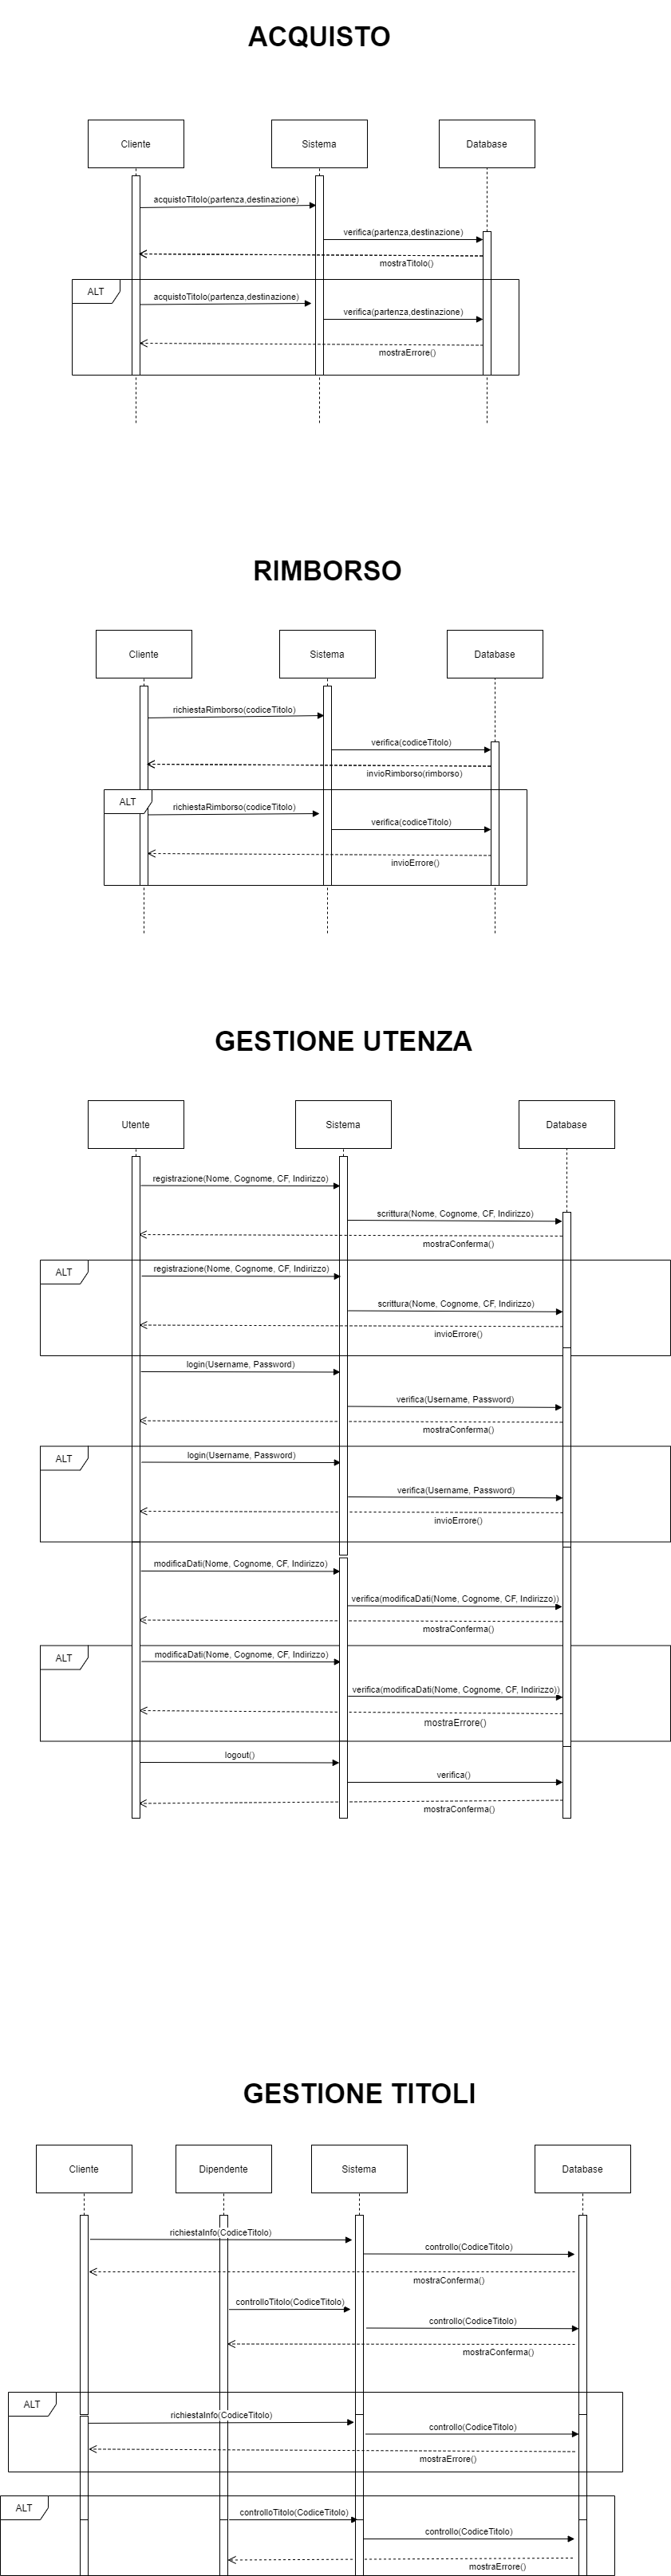 ACQUISTO
Cliente
Sistema
Database
acquistoTitolo(partenza,destinazione)
verifica(partenza,destinazione)
mostraTitolo()
ALT
acquistoTitolo(partenza,destinazione)
verifica(partenza,destinazione)
mostraErrore()
RIMBORSO
Cliente
Sistema
Database
richiestaRimborso(codiceTitolo)
verifica(codiceTitolo)
invioRimborso(rimborso)
ALT
richiestaRimborso(codiceTitolo)
verifica(codiceTitolo)
invioErrore()
GESTIONE UTENZA
Utente
Sistema
Database
registrazione(Nome, Cognome, CF, Indirizzo)
scrittura(Nome, Cognome, CF, Indirizzo)
mostraConferma()
ALT
registrazione(Nome, Cognome, CF, Indirizzo)
scrittura(Nome, Cognome, CF, Indirizzo)
invioErrore()
login(Username, Password)
verifica(Username, Password)
mostraConferma()
ALT
login(Username, Password)
verifica(Username, Password)
invioErrore()
modificaDati(Nome, Cognome, CF, Indirizzo)
verifica(modificaDati(Nome, Cognome, CF, Indirizzo))
mostraConferma()
ALT
modificaDati(Nome, Cognome, CF, Indirizzo)
verifica(modificaDati(Nome, Cognome, CF, Indirizzo))
mostraErrore()
logout()
verifica()
mostraConferma()
GESTIONE TITOLI
Cliente
Dipendente
Sistema
Database
richiestaInfo(CodiceTitolo)
controllo(CodiceTitolo)
mostraConferma()
controlloTitolo(CodiceTitolo)
controllo(CodiceTitolo)
mostraConferma()
ALT
richiestaInfo(CodiceTitolo)
controllo(CodiceTitolo)
mostraErrore()
ALT
controlloTitolo(CodiceTitolo)
controllo(CodiceTitolo)
mostraErrore()